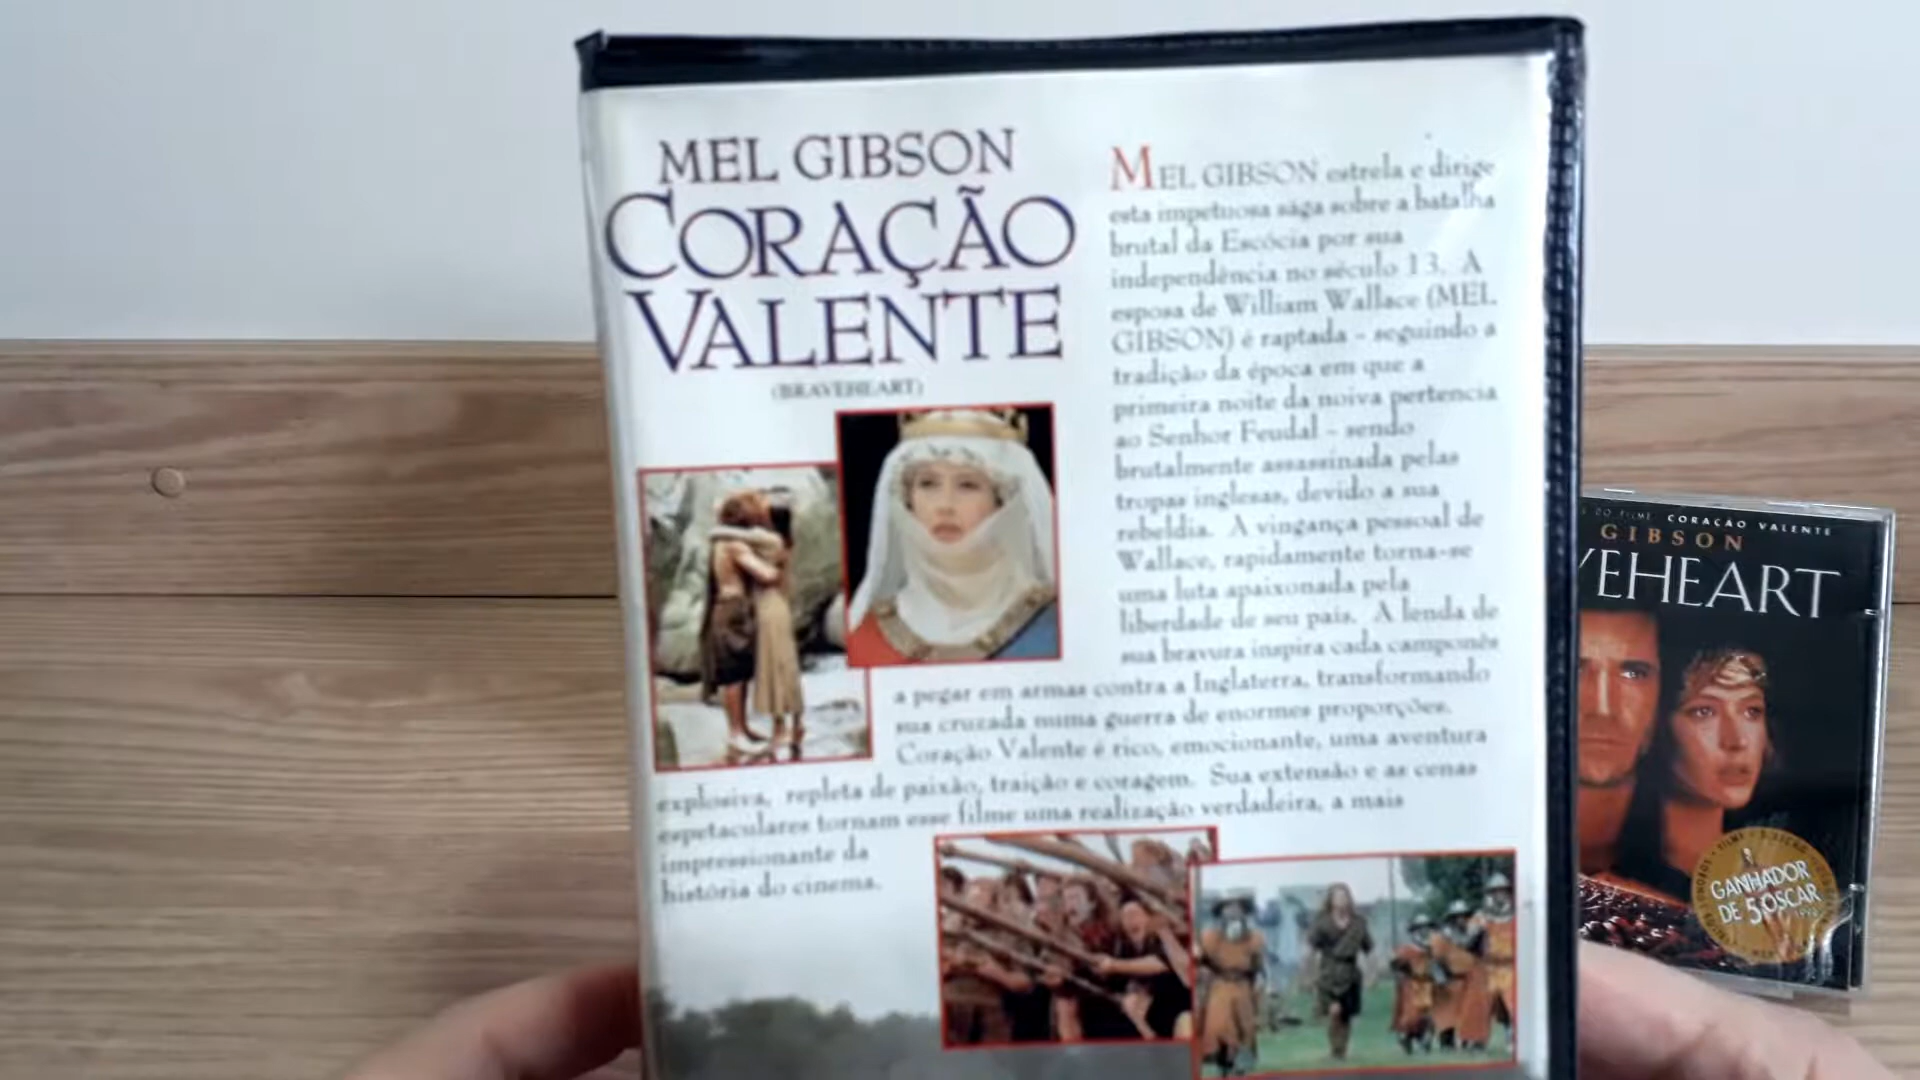 MEL GIBSON
CORAÇÃO
VALENTE
(BRAVEHEART)
MEL GIBSON estrela e dirige
esta impetuosa saga sobre a batalha
brutal da Escócia por sua
independência no século 13. A
esposa de William Wallace (MEL
GIBSON) é raptada - seguindo a
tradição da época em que a
primeira noite da noiva pertencia
ao Senhor Feudal - sendo
brutalmente assassinada pelas
tropas inglesas, devido a sua
rebeldia. A vingança pessoal de
Wallace, rapidamente torna-se
uma luta apaixonada pela
liberdade de seu país. A lenda de
sua bravura inspira cada camponês
a pegar em armas contra a Inglaterra, transformando
sua cruzada numa guerra de enormes proporções.
Coração Valente é rico, emocionante, uma aventura
explosiva, repleta de paixão, traição e coragem. Sua extensão e as cenas
espetaculares tornam esse filme uma realização verdadeira, a mais
impressionante da
história do cinema.
DO FILME CORAÇÃO VALENTE
GIBSON
VEHEART
GANHADOR
DE 5 OSCAR